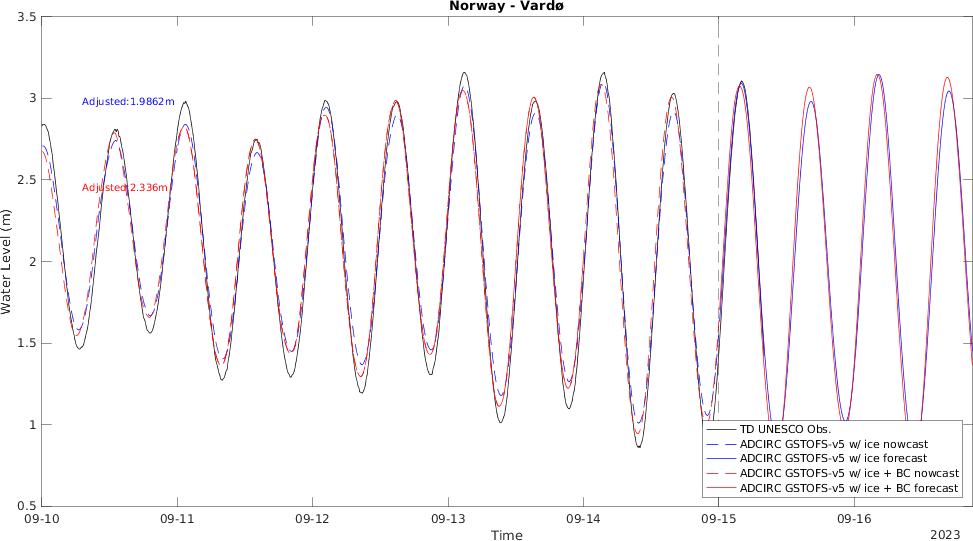 Norway - Vardø
3.5
3
2.5
2
1.5
1
0.5
Water Level (m)
Adjusted:1.9862m
Adjusted:2.336m
TD UNESCO Obs.
ADCIRC GSTOFS-v5 w/ ice nowcast
ADCIRC GSTOFS-v5 w/ ice forecast
ADCIRC GSTOFS-v5 w/ ice + BC nowcast
ADCIRC GSTOFS-v5 w/ ice + BC forecast
09-10
09-11
09-12
09-13
09-14
09-15
09-16
Time
2023